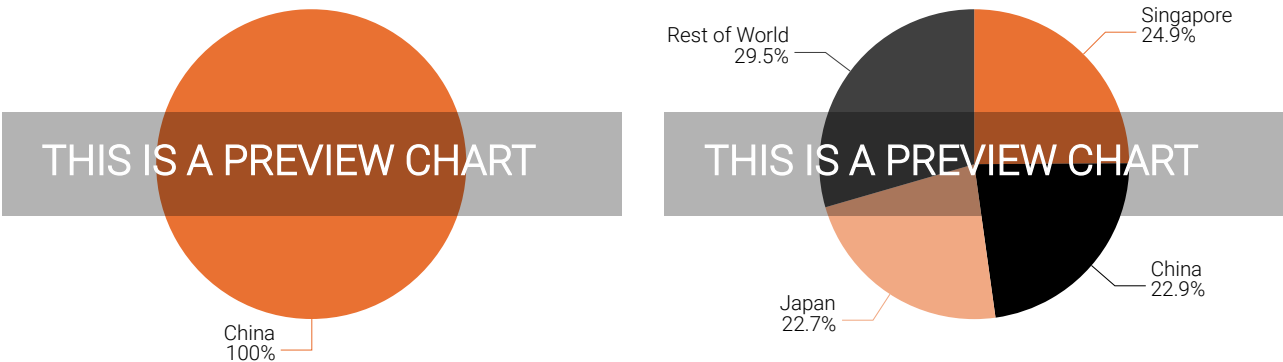 THIS IS A PREVIEW CHART
China
100%
Rest of World
29.5%
Singapore
24.9%
THIS IS A PREVIEW CHART
China
22.9%
Japan
22.7%